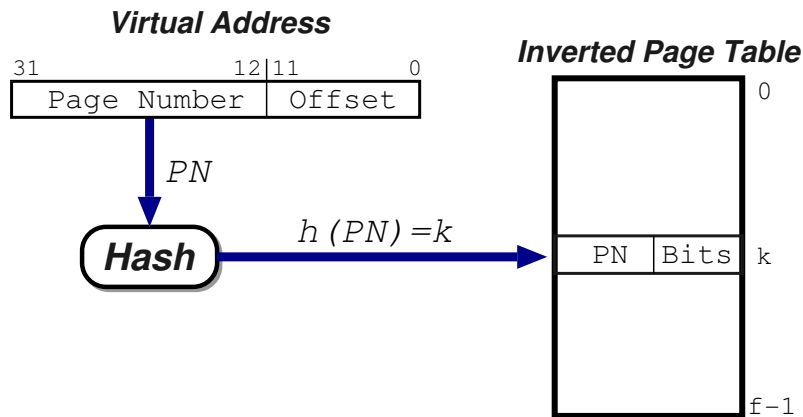 Virtual Address
31 12 11 0
Page Number Offset
PN
Hash
h(PN)=k
Inverted Page Table
0
PN Bits k
f-1